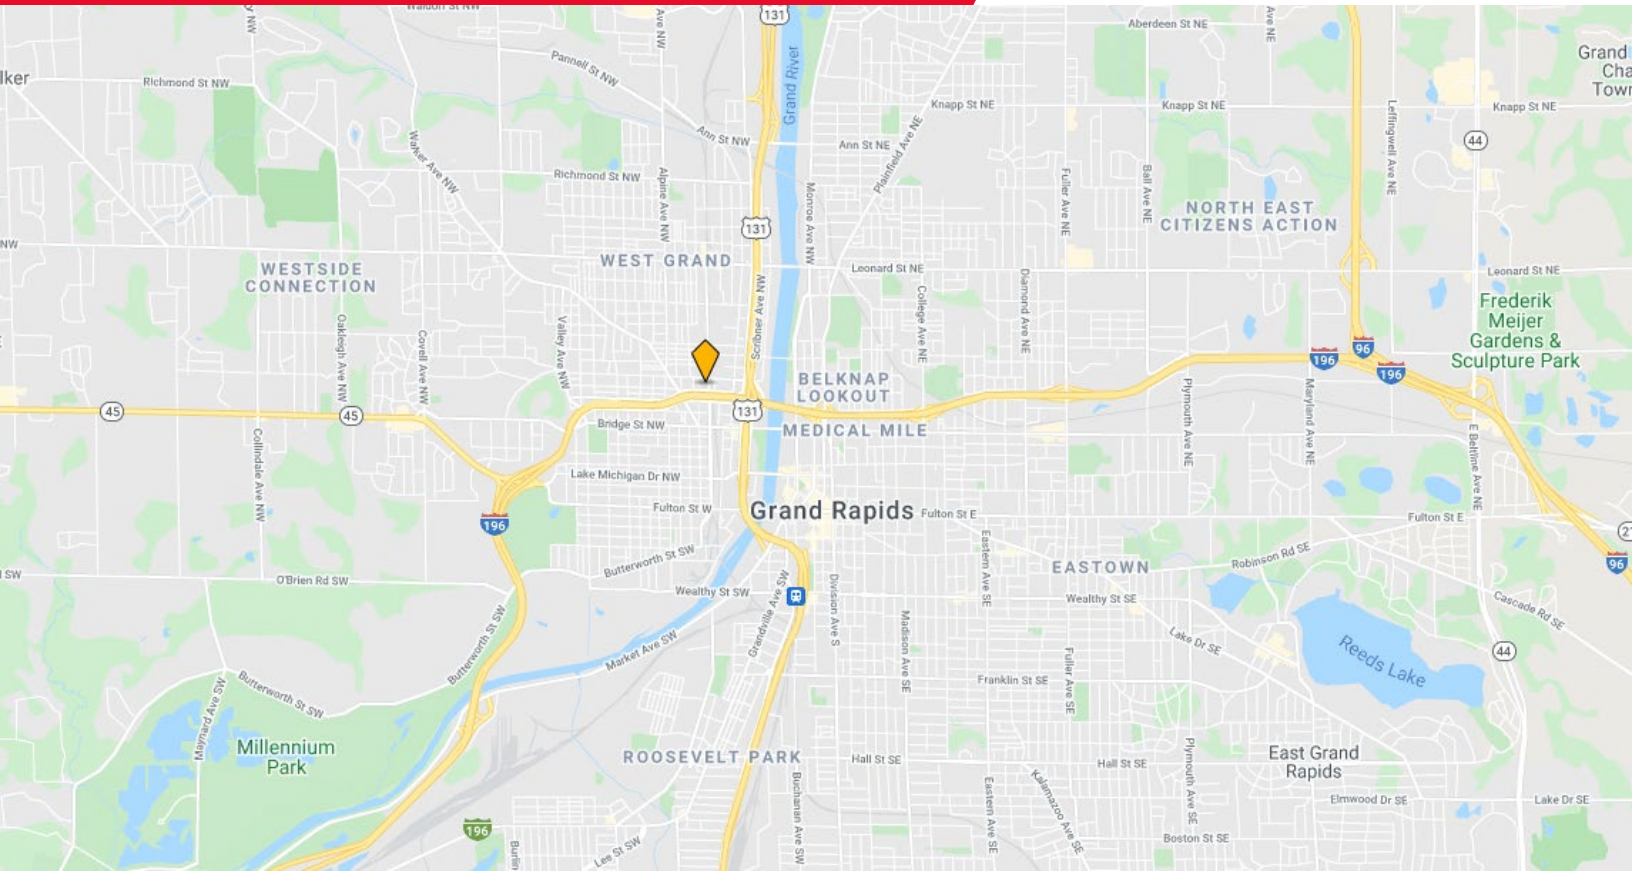 Waldorf St NW
131
Ave NW
Ave NE
Aberdeen St NE
Pannell St NW
Grand River
Grand
Cha
Town
lker
Richmond St NW
Knapp St NE
Knapp St NE
Knapp St NE
Leffingwell Ave NE
Walker Ave NW
Ann St NW
Ann St NE
Plainfield Ave NE
44
Richmond St NW
Alpine Ave NW
Monroe Ave NW
Fuller Ave NE
Ball Ave NE
NORTH EAST
CITIZENS ACTION
131
NW
WESTSIDE
CONNECTION
WEST GRAND
Leonard St NE
Leonard St NE
Scribner Ave NW
College Ave NE
Diamond Ave NE
Frederik
Meijer
Gardens &
Sculpture Park
Oakleigh Ave NW
Covell Ave NW
Valley Ave NW
196
96
196
BELKNAP
LOOKOUT
Plymouth Ave NE
Maryland Ave NE
45
45
131
Bridge St NW
MEDICAL MILE
Collindale Ave NW
E Beltline Ave NE
Lake Michigan Dr NW
Fulton St W
Grand Rapids
Fulton St E
Fulton St E
196
21
Butterworth St SW
Eastern Ave SE
EASTOWN
Robinson Rd SE
96
SW
O'Brien Rd SW
Wealthy St SW
Grandville Ave SW
Division Ave S
Wealthy St SE
Cascade Rd SE
Butterworth St SW
Market Ave SW
Madison Ave SE
Lake Dr SE
Reeds Lake
44
Fuller Ave SE
Franklin St SE
Butterworth St SW
Maynard Ave SW
Millennium
Park
ROOSEVELT PARK
Hall St SE
Hall St SE
Plymouth Ave SE
East Grand
Rapids
Buchanan Ave SW
Eastern Ave SE
Kalamazoo Ave SE
Elmwood Dr SE
Lake Dr SE
196
Burlin
Lee St SW
Boston St SE